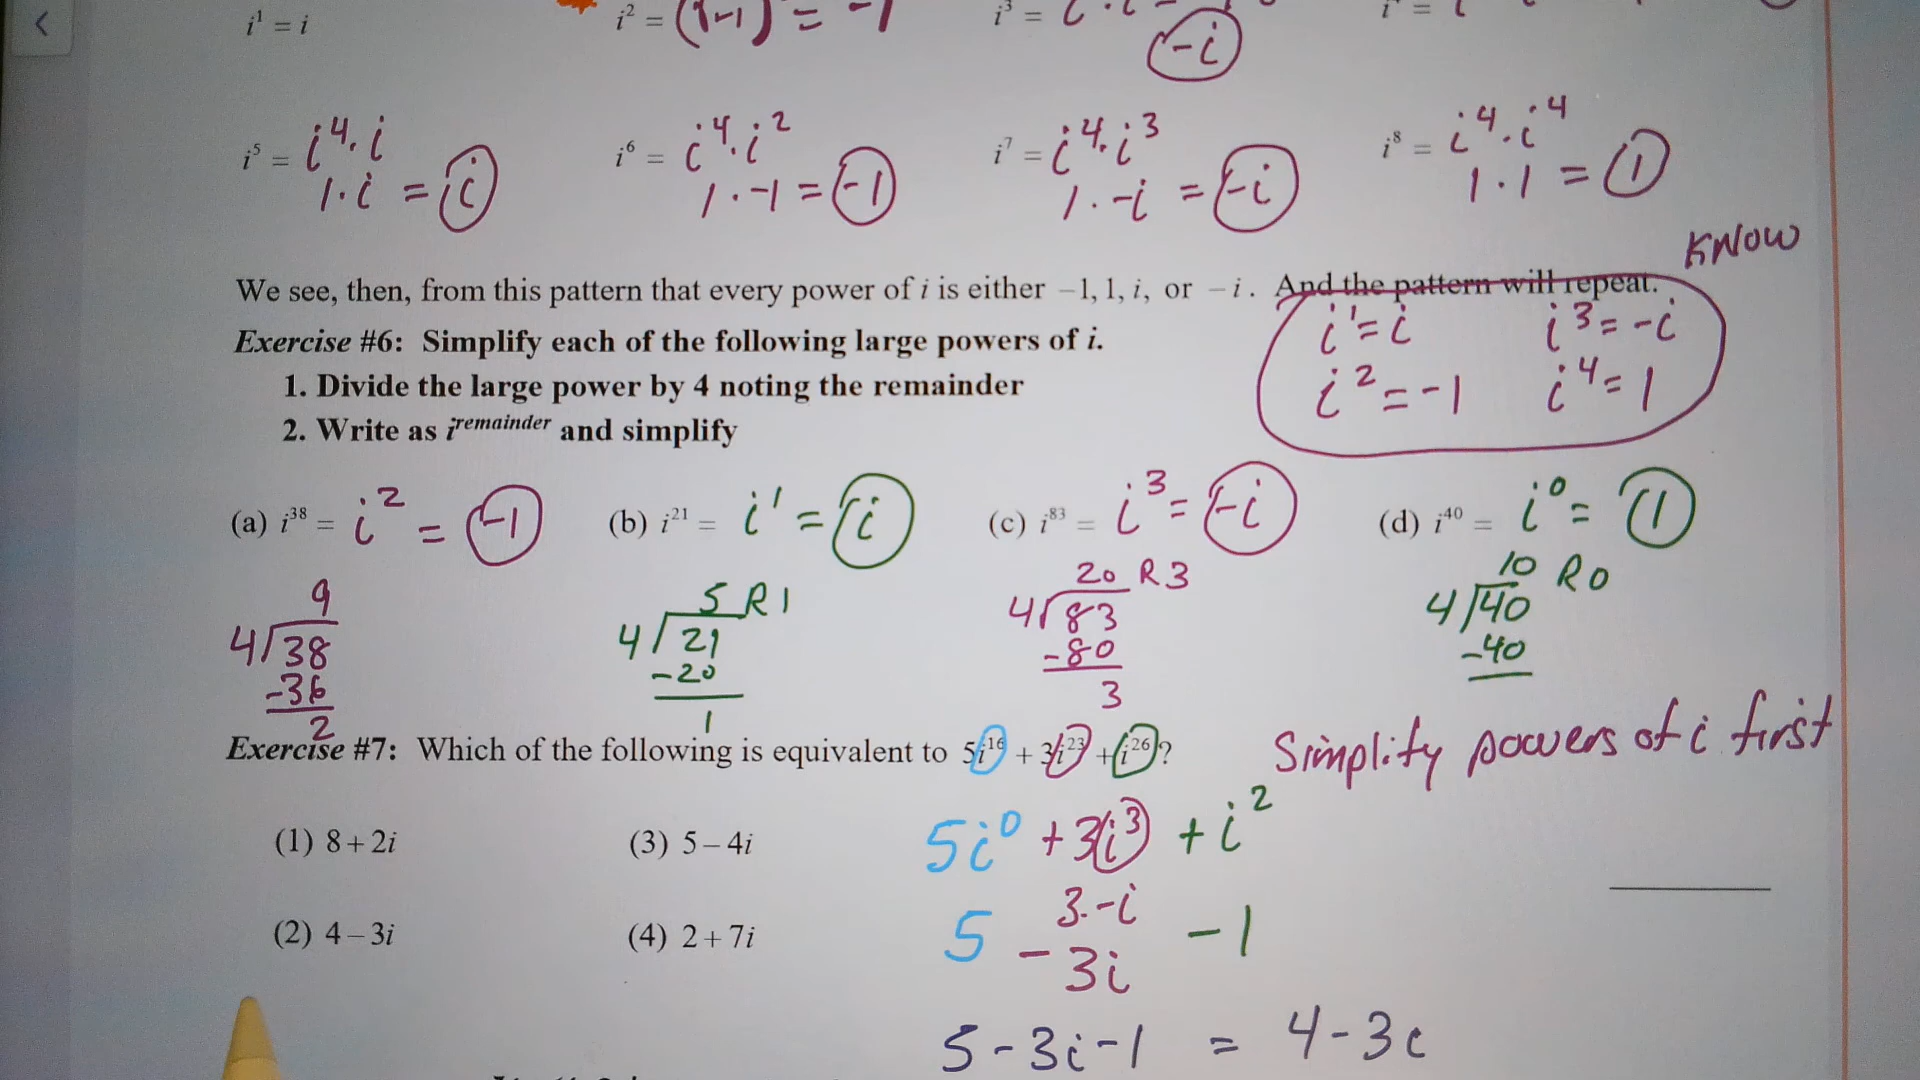 i¹ = i    i² = (√-1)² = -1    i³ =    i⁴ =
-i
i⁵ = i⁴·i    i⁶ = i⁴·i²    i⁷ = i⁴·i³    i⁸ = i⁴·i⁴
1·i = i    1·-1 = -1    1·-i = -i    1·1 = 1
KNOW
We see, then, from this pattern that every power of i is either −1, 1, i, or −i. And the pattern will repeat.
i¹ = i    i³ = -i
Exercise #6: Simplify each of the following large powers of i.
1. Divide the large power by 4 noting the remainder
i² = -1    i⁴ = 1
2. Write as i^remainder and simplify
(a) i³⁸ = i² = -1    (b) i²¹ = i¹ = i    (c) i⁸³ = i³ = -i    (d) i⁴⁰ = i⁰ = 1
9    5 R1    20 R3    10 R0
4/38    4/21    4/83    4/40
-36    -20    -80    -40
2    1    3
Exercise #7: Which of the following is equivalent to 5i¹⁶ + 3i²³ + i²⁶?    Simplify powers of i first
(1) 8 + 2i    (3) 5 − 4i    5i⁰ + 3(i³) + i²
3·-i
(2) 4 − 3i    (4) 2 + 7i    5 - 3i - 1
5 - 3i - 1 = 4 - 3i